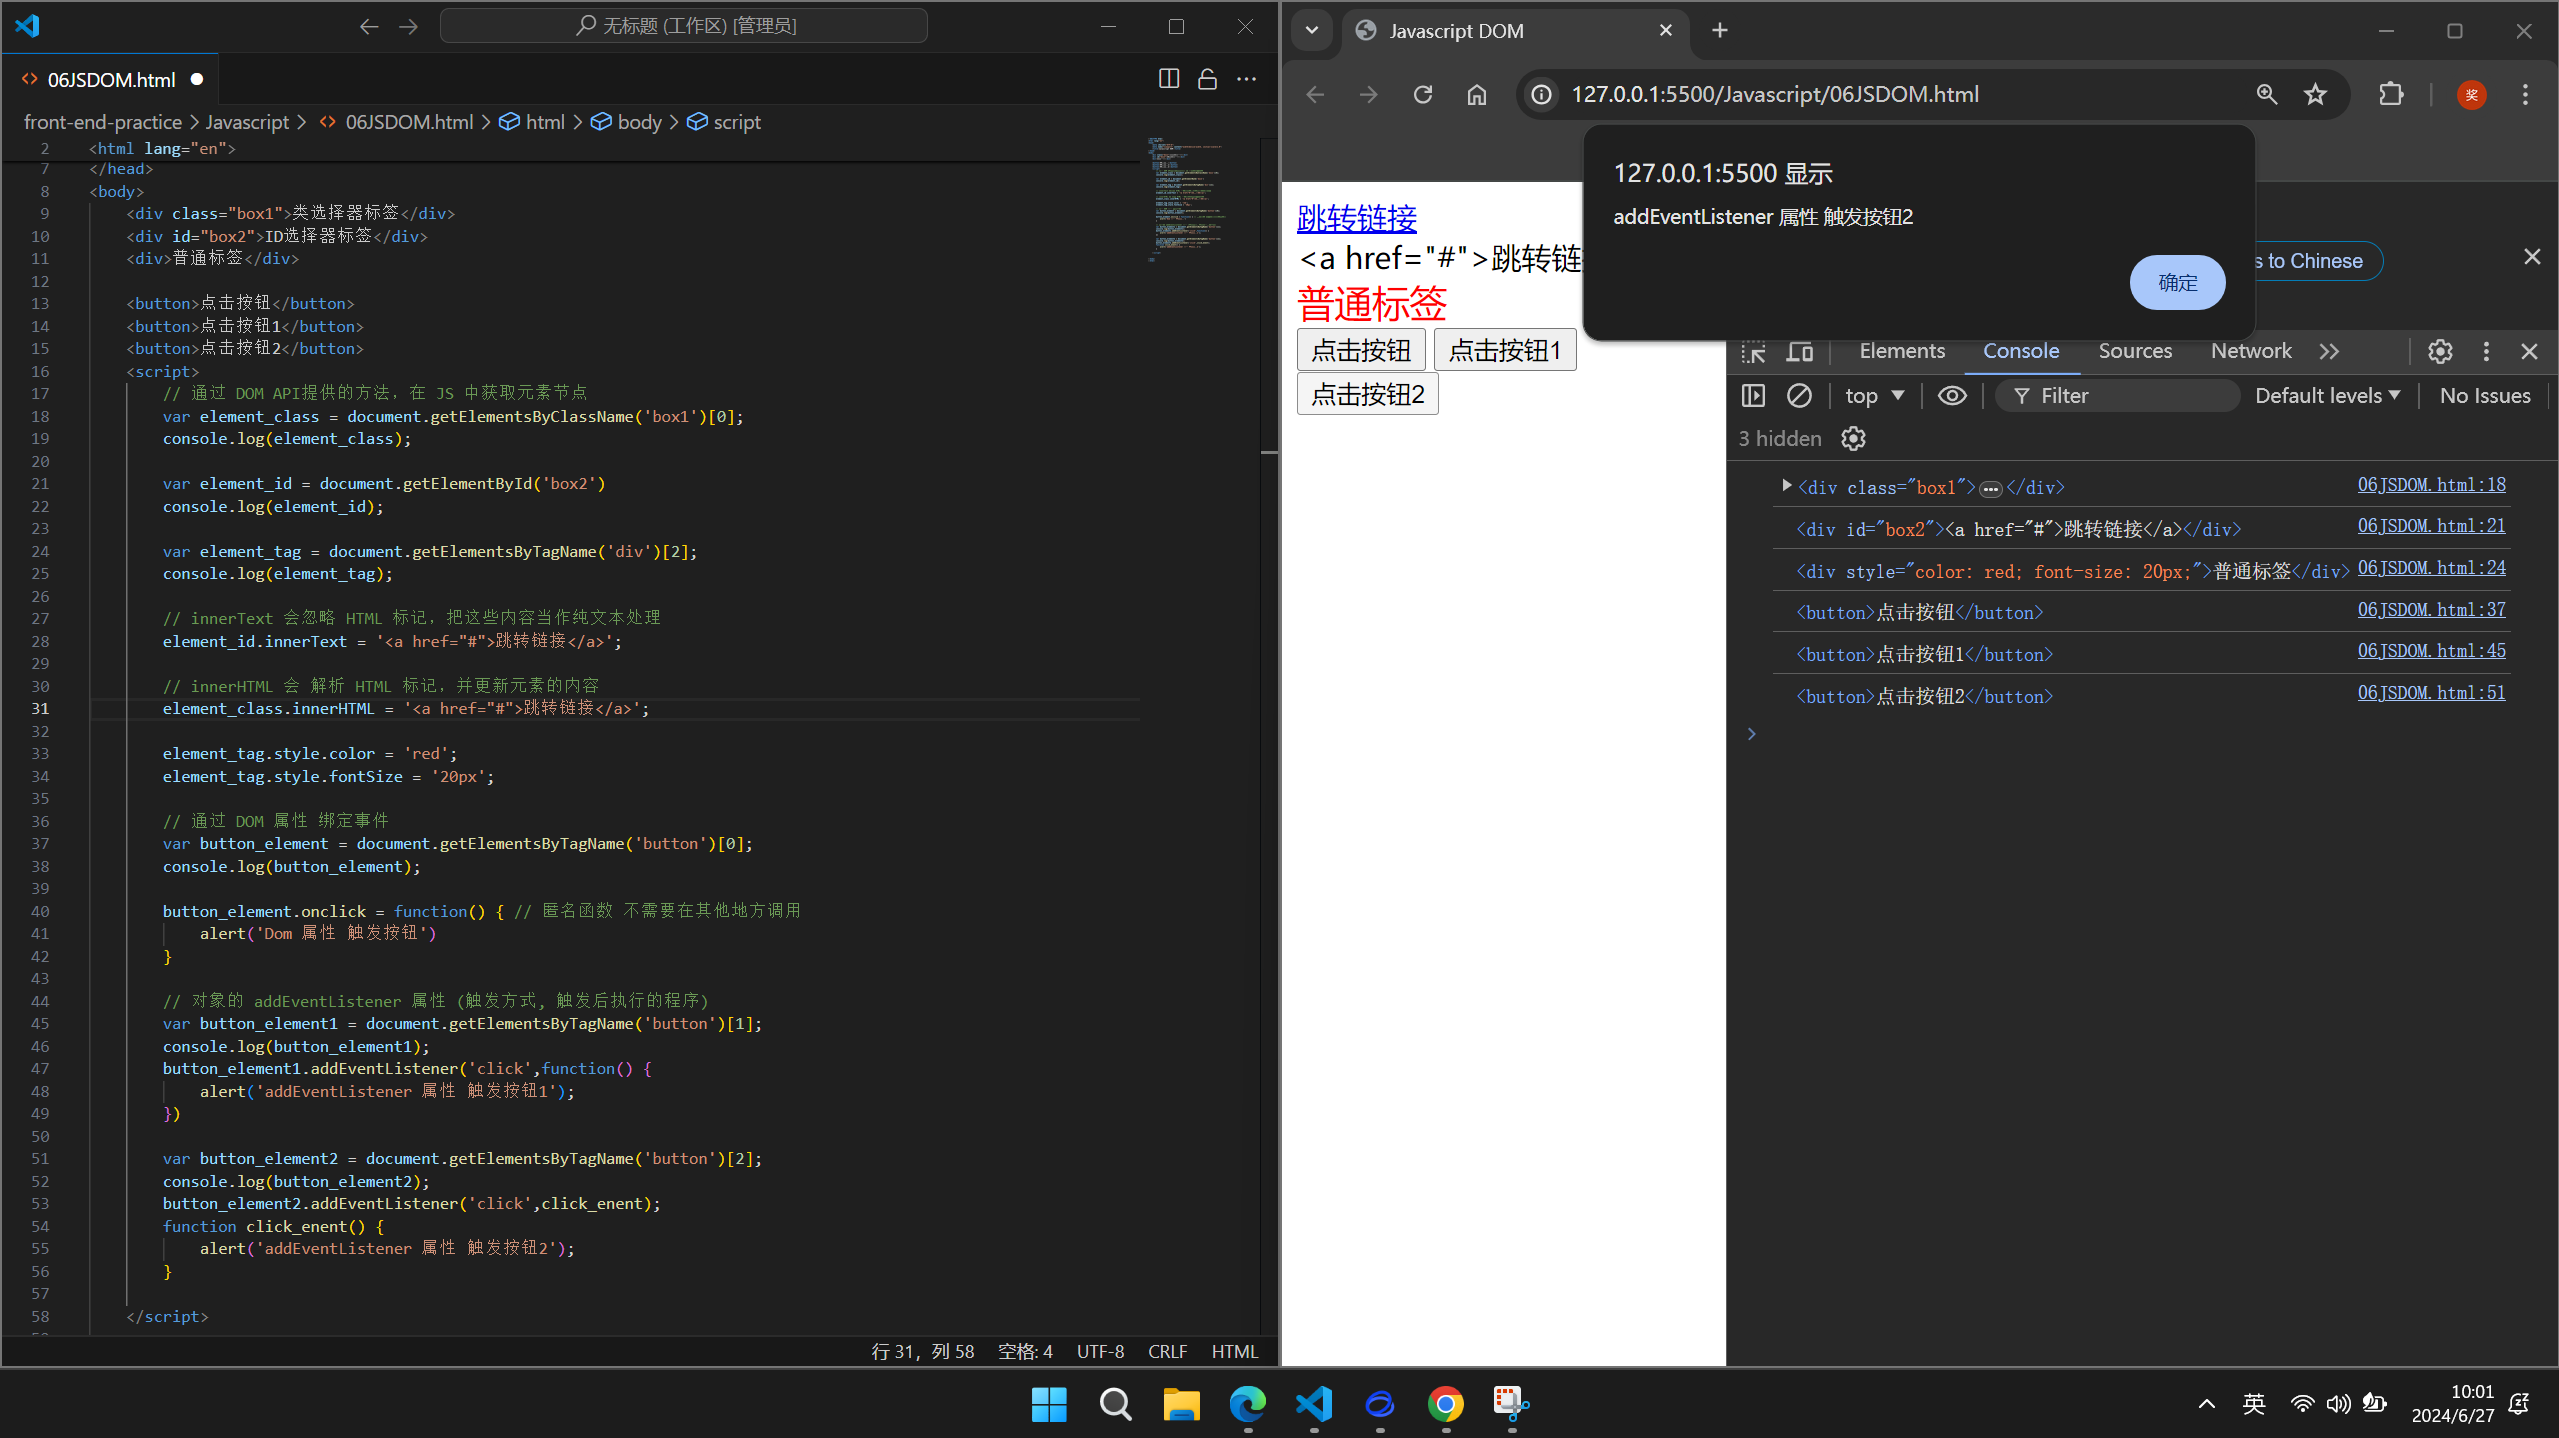 无标题 (工作区) [管理员]
06JSDOM.html
front-end-practice > Javascript > 06JSDOM.html > html > body > script
2 <html lang="en">
7 </head>
8 <body>
9 <div class="box1">类选择器标签</div>
10 <div id="box2">ID选择器标签</div>
11 <div>普通标签</div>
12
13 <button>点击按钮</button>
14 <button>点击按钮1</button>
15 <button>点击按钮2</button>
16 <script>
17 // 通过 DOM API提供的方法，在 JS 中获取元素节点
18 var element_class = document.getElementsByClassName('box1')[0];
19 console.log(element_class);
20
21 var element_id = document.getElementById('box2')
22 console.log(element_id);
23
24 var element_tag = document.getElementsByTagName('div')[2];
25 console.log(element_tag);
26
27 // innerText 会忽略 HTML 标记，把这些内容当作纯文本处理
28 element_id.innerText = '<a href="#">跳转链接</a>';
29
30 // innerHTML 会 解析 HTML 标记，并更新元素的内容
31 element_class.innerHTML = '<a href="#">跳转链接</a>';
32
33 element_tag.style.color = 'red';
34 element_tag.style.fontSize = '20px';
35
36 // 通过 DOM 属性 绑定事件
37 var button_element = document.getElementsByTagName('button')[0];
38 console.log(button_element);
39
40 button_element.onclick = function() { // 匿名函数 不需要在其他地方调用
41 alert('Dom 属性 触发按钮')
42 }
43
44 // 对象的 addEventListener 属性 (触发方式, 触发后执行的程序)
45 var button_element1 = document.getElementsByTagName('button')[1];
46 console.log(button_element1);
47 button_element1.addEventListener('click',function() {
48 alert('addEventListener 属性 触发按钮1');
49 })
50
51 var button_element2 = document.getElementsByTagName('button')[2];
52 console.log(button_element2);
53 button_element2.addEventListener('click',click_enent);
54 function click_enent() {
55 alert('addEventListener 属性 触发按钮2');
56 }
57
58 </script>
行 31，列 58 空格: 4 UTF-8 CRLF HTML
Javascript DOM
127.0.0.1:5500/Javascript/06JSDOM.html
奖
127.0.0.1:5500 显示
addEventListener 属性 触发按钮2
确定
s to Chinese
跳转链接
<a href="#">跳转链
普通标签
点击按钮 点击按钮1
点击按钮2
Elements Console Sources Network
top Filter Default levels No Issues
3 hidden
<div class="box1">…</div> 06JSDOM.html:18
<div id="box2"><a href="#">跳转链接</a></div> 06JSDOM.html:21
<div style="color: red; font-size: 20px;">普通标签</div> 06JSDOM.html:24
<button>点击按钮</button> 06JSDOM.html:37
<button>点击按钮1</button> 06JSDOM.html:45
<button>点击按钮2</button> 06JSDOM.html:51
英
10:01
2024/6/27